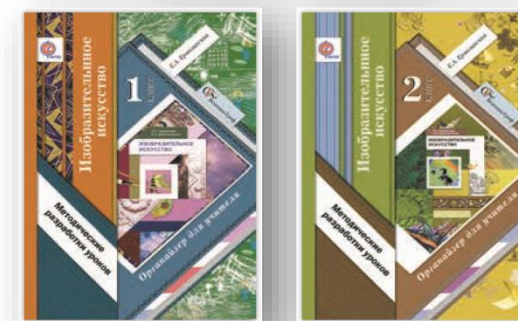 Изобразительное
искусство
1
класс
ИЗОБРАЗИТЕЛЬНОЕ
ИСКУССТВО
Методические
разработки уроков
Органайзер для учителя
Изобразительное
искусство
2
класс
ИЗОБРАЗИТЕЛЬНОЕ
ИСКУССТВО
Методические
разработки уроков
Органайзер для учителя